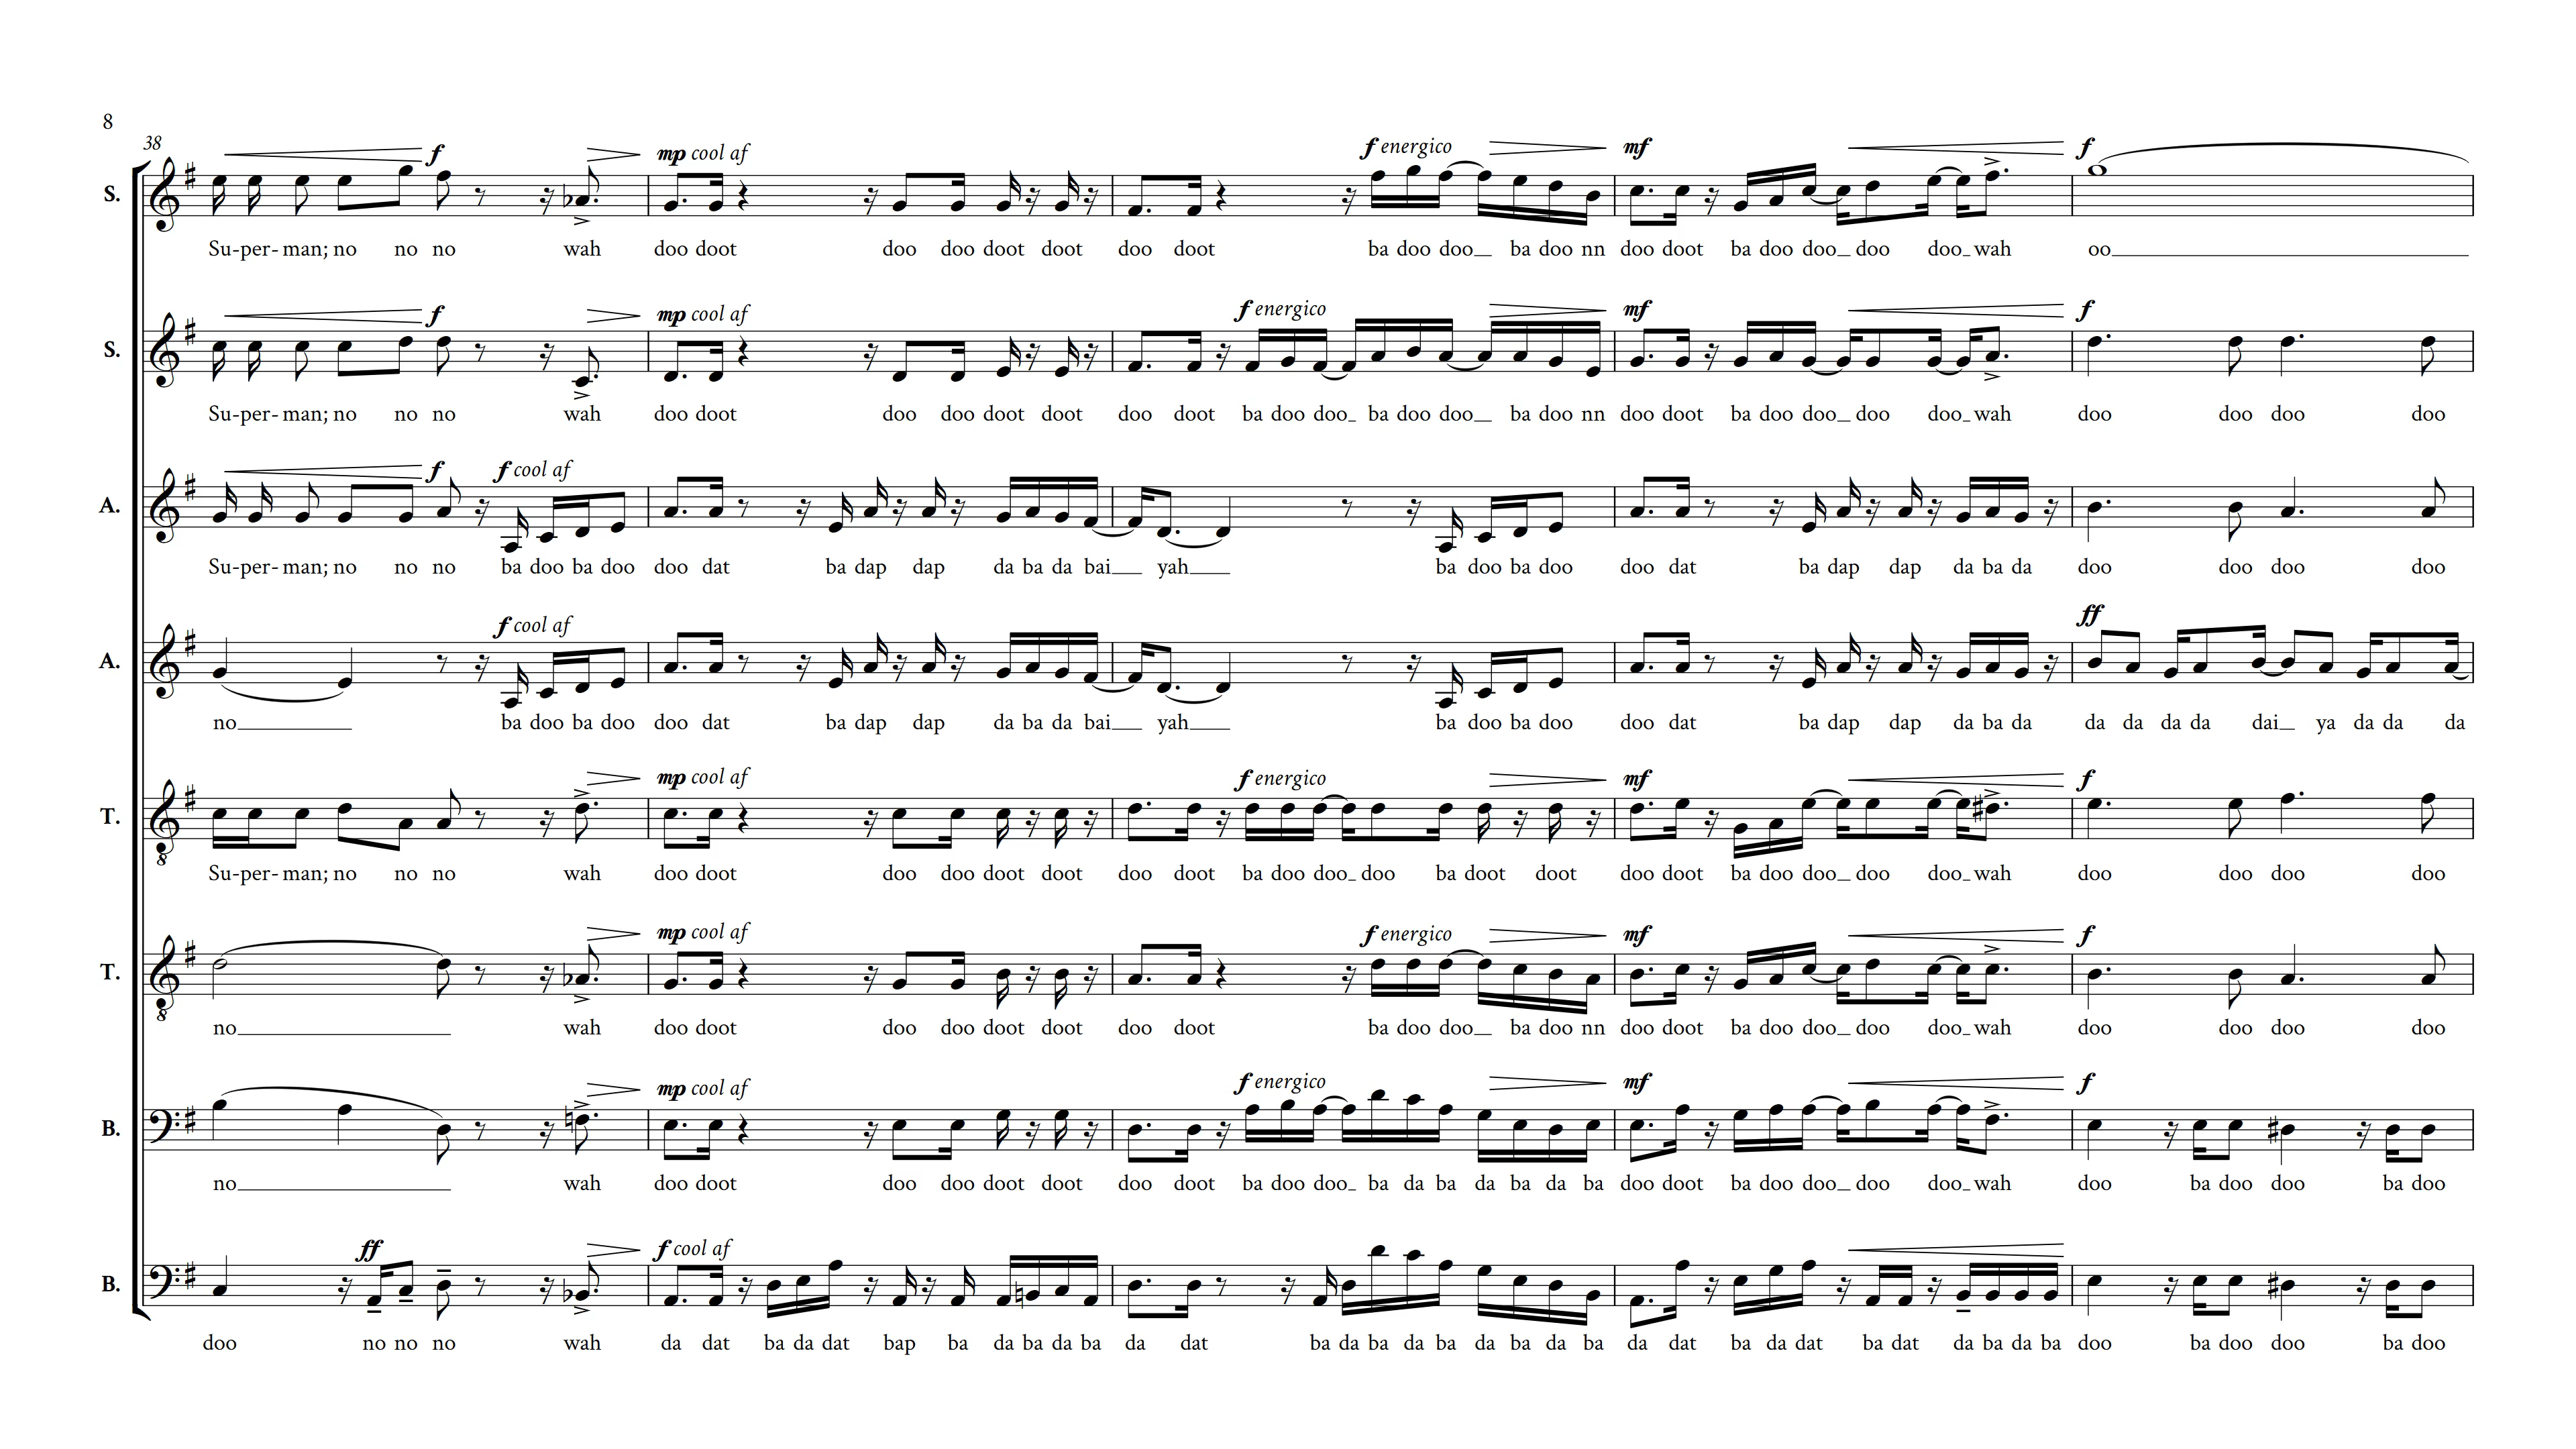 8
38
f mp cool af f energico mf f
S.
Su-per- man; no no no wah doo doot doo doo doot doot doo doot ba doo doo_ ba doo nn doo doot ba doo doo_ doo doo_ wah oo
f mp cool af f energico mf f
S.
Su-per- man; no no no wah doo doot doo doo doot doot doo doot ba doo doo_ ba doo doo_ ba doo nn doo doot ba doo doo_ doo doo_ wah doo doo doo doo
f f cool af
A.
Su-per- man; no no no ba doo ba doo doo dat ba dap dap da ba da bai_ yah_ ba doo ba doo doo dat ba dap dap da ba da doo doo doo doo
f cool af ff
A.
no_ ba doo ba doo doo dat ba dap dap da ba da bai_ yah_ ba doo ba doo doo dat ba dap dap da ba da da da da da dai_ ya da da da
mp cool af f energico mf f
T.
8
Su-per- man; no no no wah doo doot doo doo doot doot doo doot ba doo doo_ doo ba doot doot doo doot ba doo doo_ doo doo_ wah doo doo doo doo
mp cool af f energico mf f
T.
8
no_ wah doo doot doo doo doot doot doo doot ba doo doo_ ba doo nn doo doot ba doo doo_ doo doo_ wah doo doo doo doo
mp cool af f energico mf f
B.
no_ wah doo doot doo doo doot doot doo doot ba doo doo_ ba da ba da ba da ba doo doot ba doo doo_ doo doo_ wah doo ba doo doo ba doo
ff f cool af
B.
doo no no no wah da dat ba da dat bap ba da ba da ba da dat ba da ba da ba da ba da ba da dat ba da dat ba dat da ba da ba doo ba doo doo ba doo